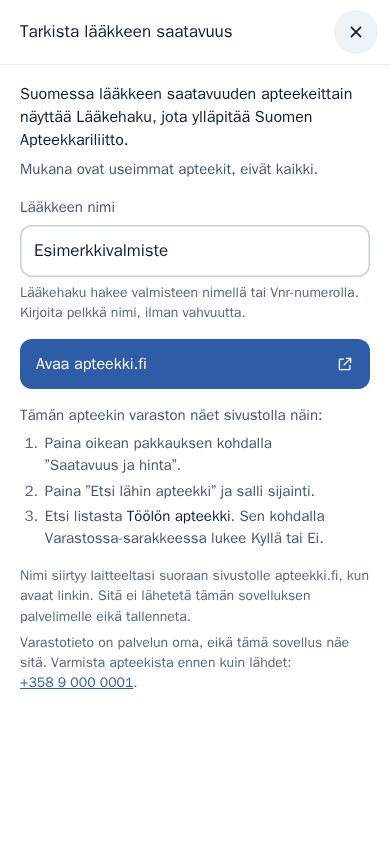 Tarkista lääkkeen saatavuus
Suomessa lääkkeen saatavuuden apteekeittain
näyttää Lääkehaku, jota ylläpitää Suomen
Apteekkariliitto.
Mukana ovat useimmat apteekit, eivät kaikki.
Lääkkeen nimi
Esimerkkivalmiste
Lääkehaku hakee valmisteen nimellä tai Vnr-numerolla.
Kirjoita pelkkä nimi, ilman vahvuutta.
Avaa apteekki.fi
Tämän apteekin varaston näet sivustolla näin:
1. Paina oikean pakkauksen kohdalla
”Saatavuus ja hinta”.
2. Paina ”Etsi lähin apteekki” ja salli sijainti.
3. Etsi listasta Töölön apteekki. Sen kohdalla
Varastossa-sarakkeessa lukee Kyllä tai Ei.
Nimi siirtyy laitteeltasi suoraan sivustolle apteekki.fi, kun
avaat linkin. Sitä ei lähetetä tämän sovelluksen
palvelimelle eikä tallenneta.
Varastotieto on palvelun oma, eikä tämä sovellus näe
sitä. Varmista apteekista ennen kuin lähdet:
+358 9 000 0001.